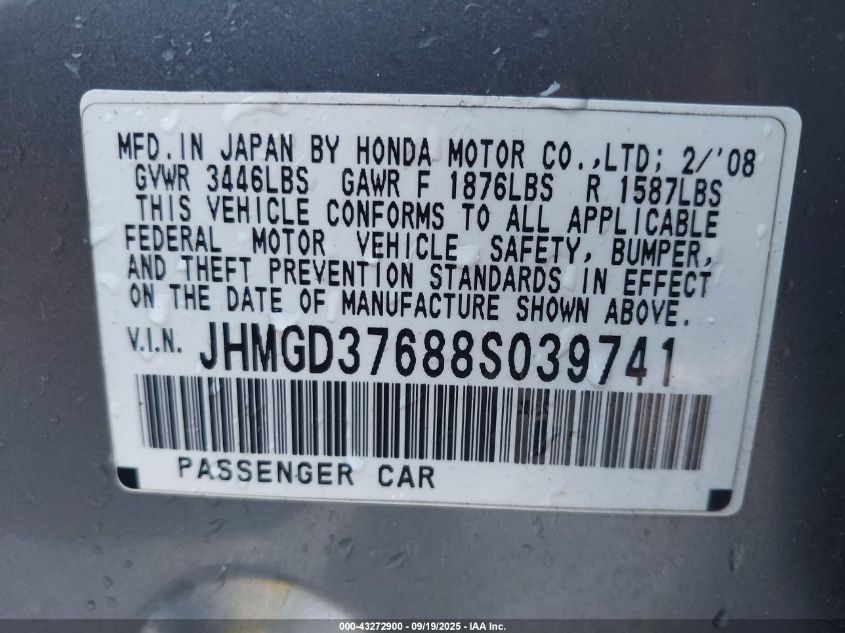 MFD. IN JAPAN BY HONDA MOTOR CO.,LTD; 2/'08
GVWR 3446LBS GAWR F 1876LBS R 1587LBS
THIS VEHICLE CONFORMS TO ALL APPLICABLE
FEDERAL MOTOR VEHICLE SAFETY, BUMPER,
AND THEFT PREVENTION STANDARDS IN EFFECT
ON THE DATE OF MANUFACTURE SHOWN ABOVE.
V.I.N. JHMGD37688S039741
PASSENGER CAR
000-43272900 - 09/19/2025 - IAA Inc.